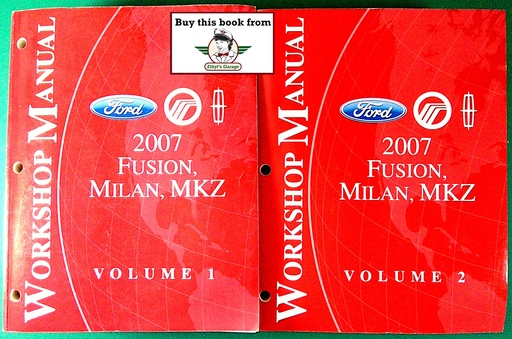 Buy this book from
Ethyl's Garage
WORKSHOP MANUAL
Ford
2007
FUSION,
MILAN, MKZ
VOLUME 1
WORKSHOP MANUAL
Ford
2007
FUSION,
MILAN, MKZ
VOLUME 2